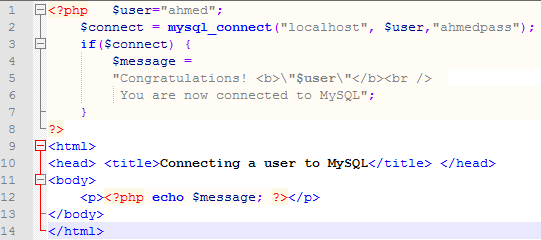 1 <?php   $user="ahmed";
2 $connect = mysql_connect("localhost", $user,"ahmedpass");
3 if($connect) {
4 $message =
5 "Congratulations! <b>\"$user\"</b><br />
6 You are now connected to MySQL";
7 }
8 ?>
9 <html>
10 <head> <title>Connecting a user to MySQL</title> </head>
11 <body>
12 <p><?php echo $message; ?></p>
13 </body>
14 </html>